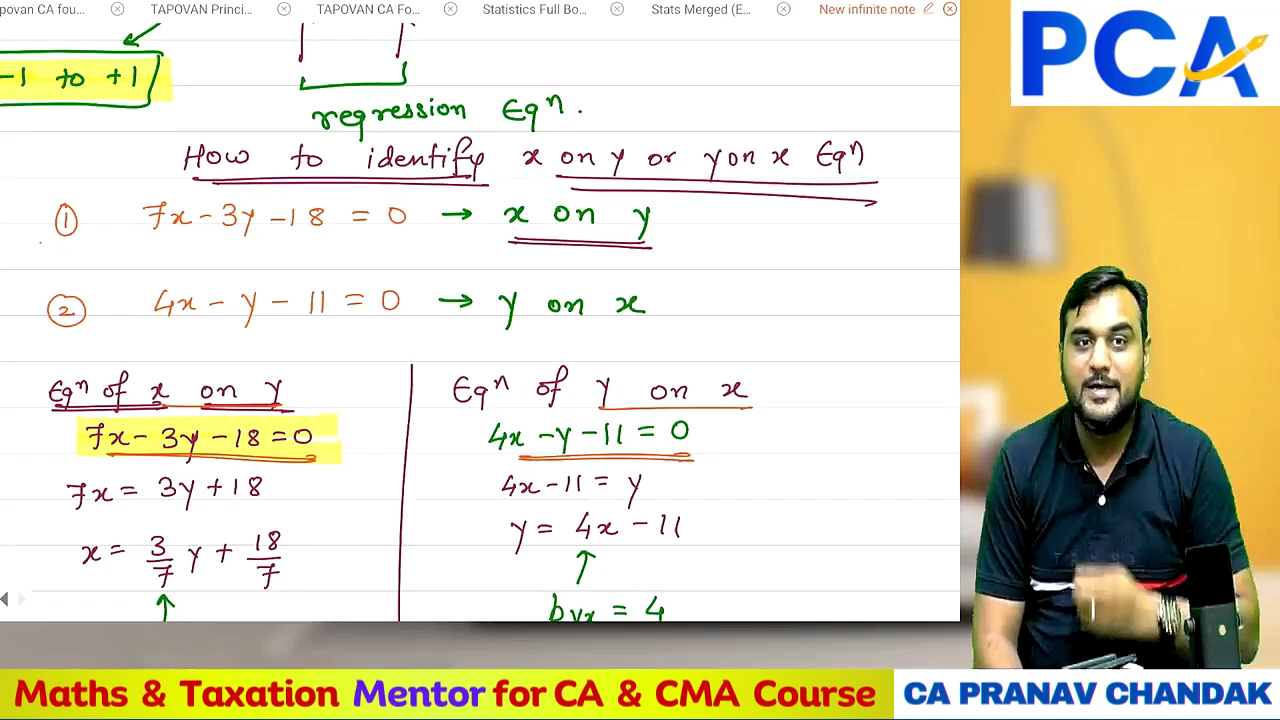 povan CA fou... TAPOVAN Princi... TAPOVAN CA Fo... Statistics Full Bo... Stats Merged (E... New infinite note
PCA
-1 to +1
regression Eqⁿ.
How to identify x on y or y on x Eqⁿ
① 7x - 3y - 18 = 0 → x on y
② 4x - y - 11 = 0 → y on x
Eqⁿ of x on y
7x - 3y - 18 = 0
7x = 3y + 18
x = 3/7 y + 18/7
Eqⁿ of y on x
4x - y - 11 = 0
4x - 11 = y
y = 4x - 11
byx = 4
Maths & Taxation Mentor for CA & CMA Course
CA PRANAV CHANDAK